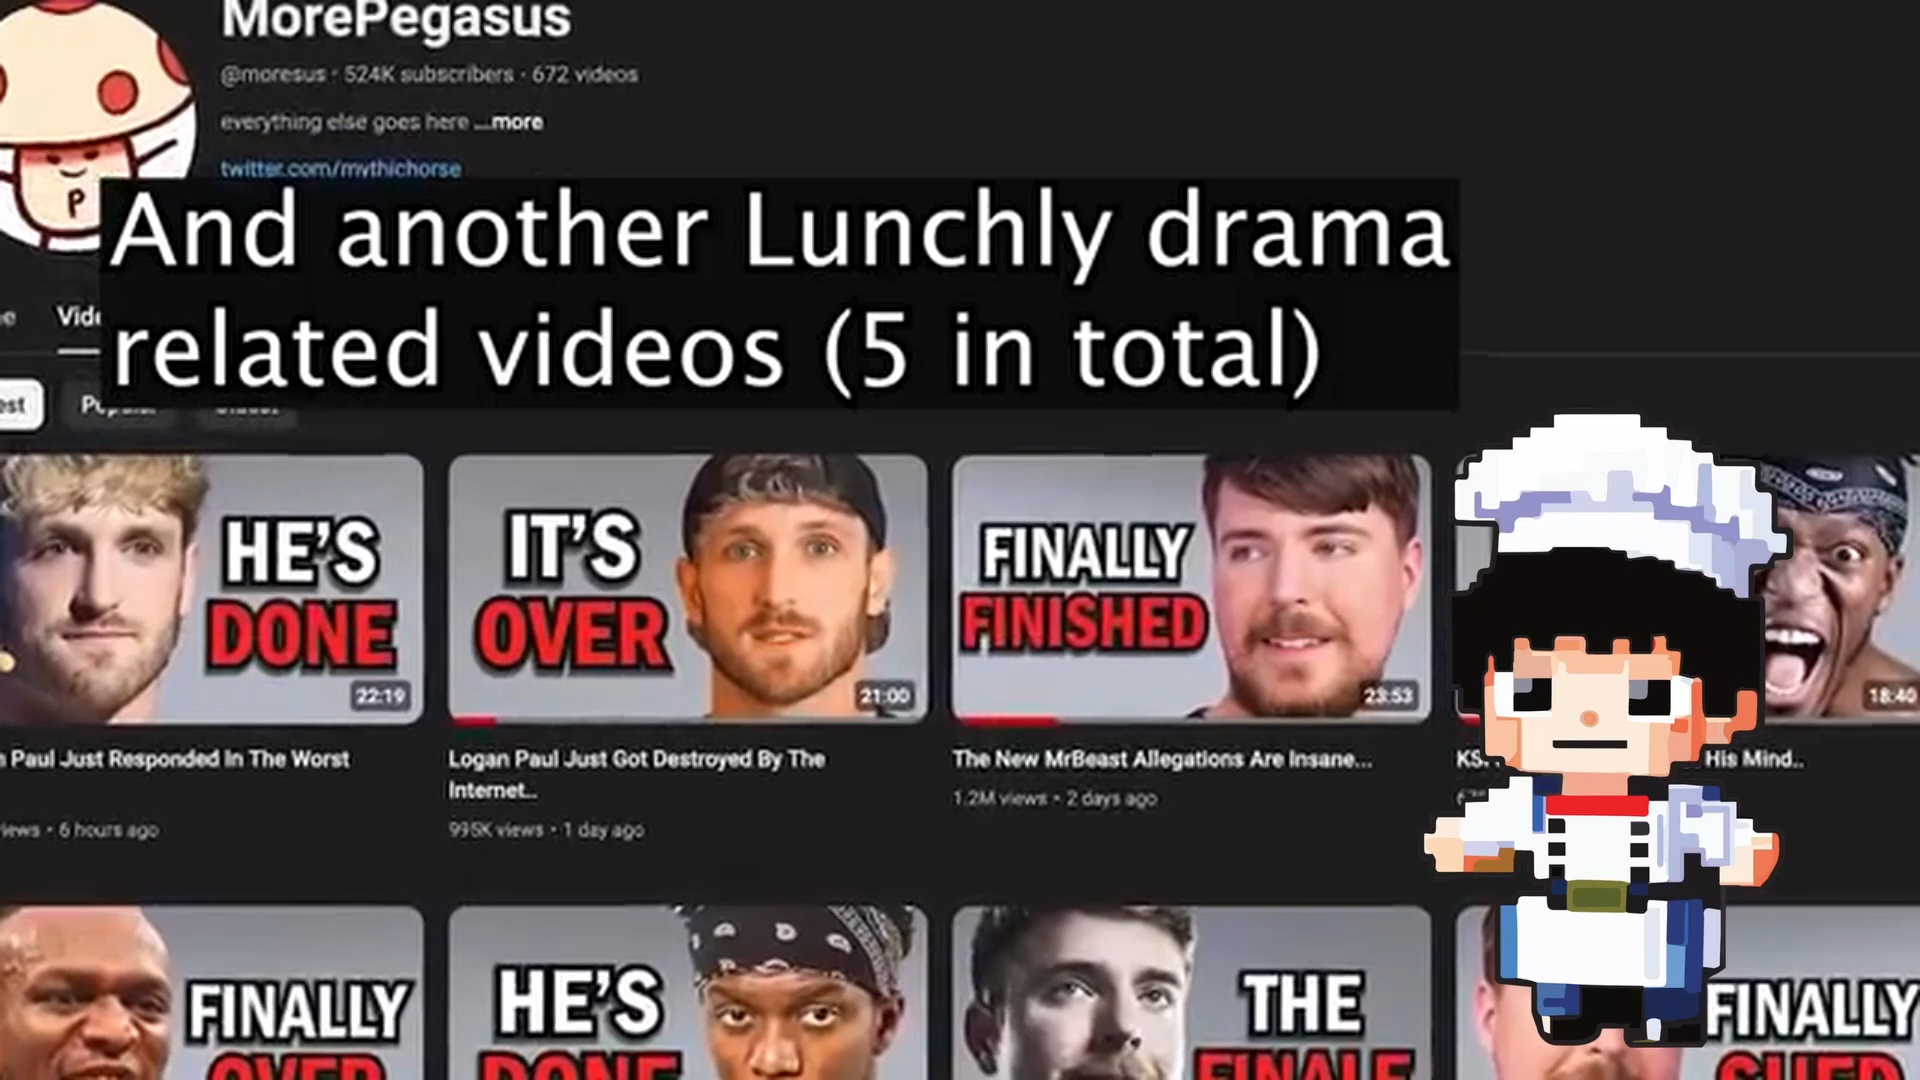 MorePegasus
@moresus · 524K subscribers · 672 videos
everything else goes here ...more
twitter.com/mythichorse
And another Lunchly drama
related videos (5 in total)
P
HE'S
DONE
22:19
IT'S
OVER
21:00
FINALLY
FINISHED
23:53
18:40
Paul Just Responded In The Worst
6 hours ago
Logan Paul Just Got Destroyed By The
Internet..
995K views · 1 day ago
The New MrBeast Allegations Are Insane...
1.2M views · 2 days ago
His Mind..
FINALLY
OVER
HE'S
DONE
THE
FINALE
FINALLY